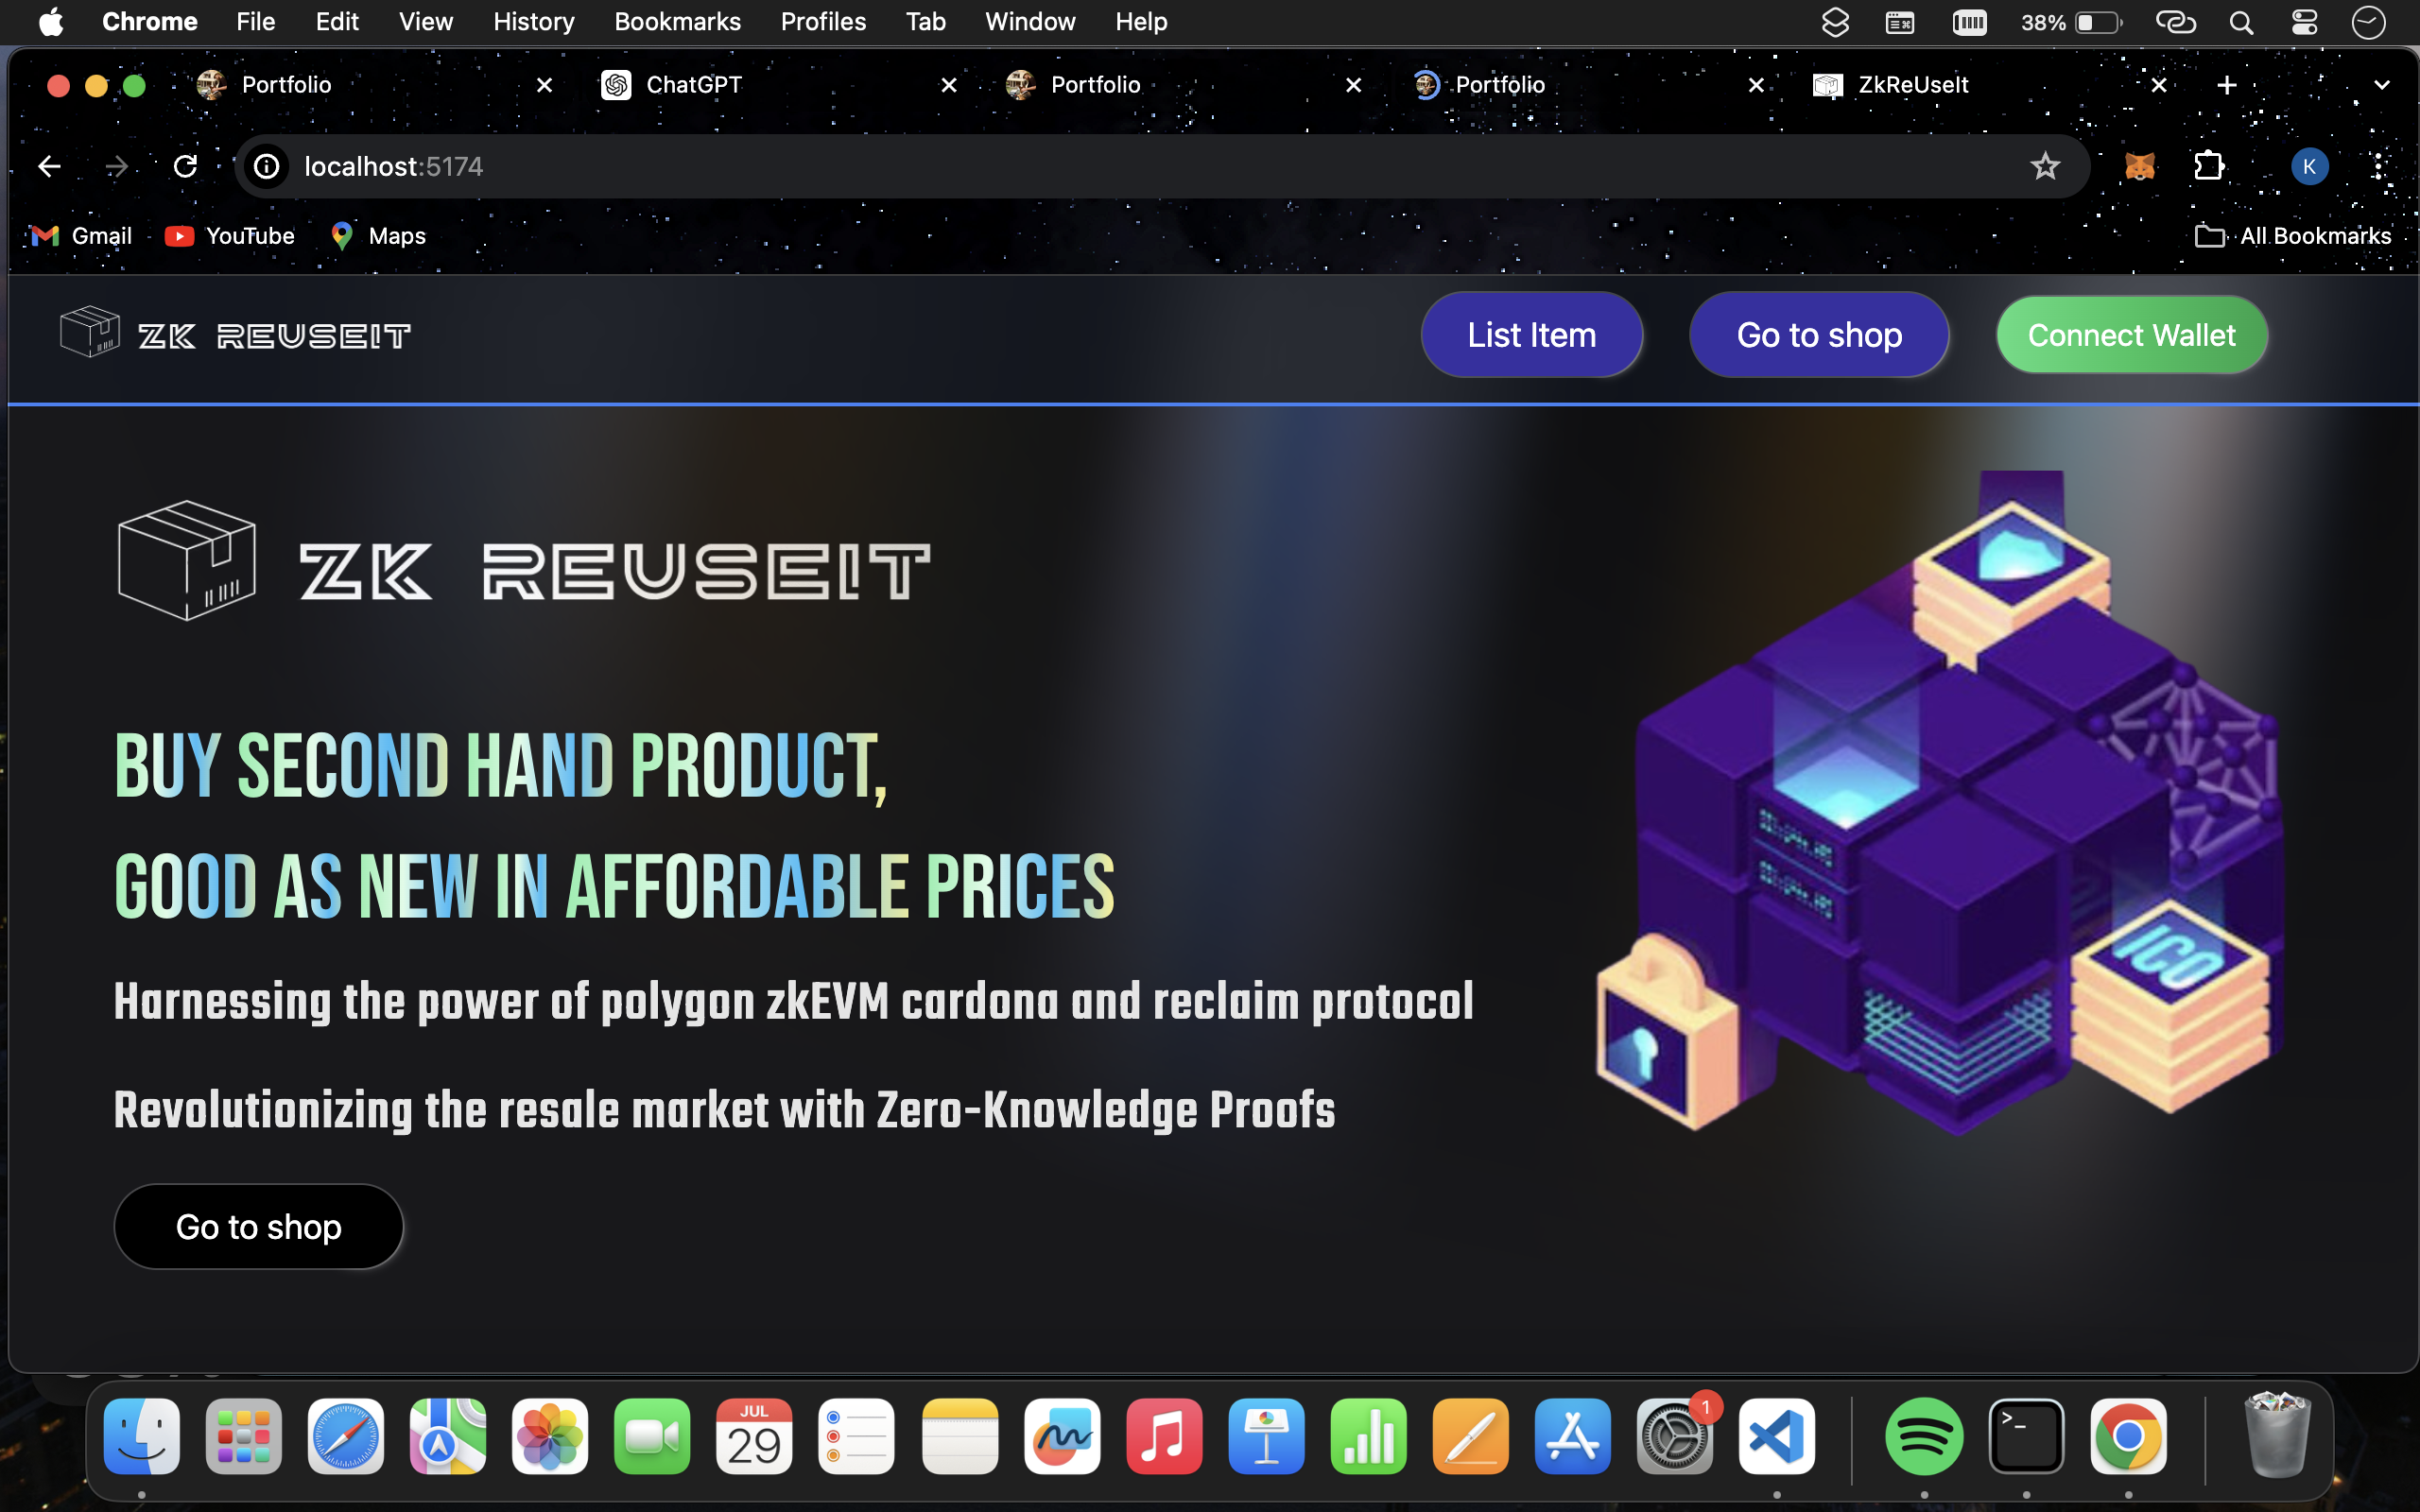 Chrome File Edit View History Bookmarks Profiles Tab Window Help 38%
Portfolio ChatGPT Portfolio Portfolio ZkReUseIt
localhost:5174 K
Gmail YouTube Maps All Bookmarks
ZK REUSEIT List Item Go to shop Connect Wallet
ZK REUSEIT
BUY SECOND HAND PRODUCT,
GOOD AS NEW IN AFFORDABLE PRICES
Harnessing the power of polygon zkEVM cardona and reclaim protocol
ICO
Revolutionizing the resale market with Zero-Knowledge Proofs
Go to shop
JUL
29
1